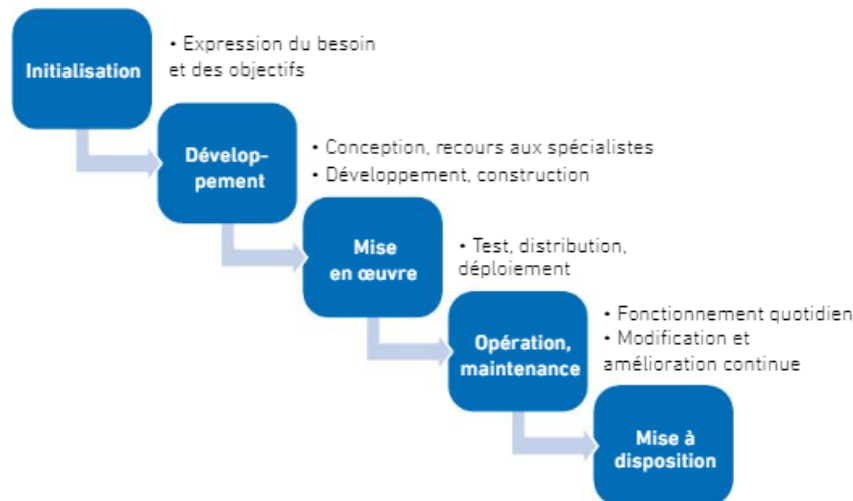 Initialisation
• Expression du besoin
et des objectifs
Dévelop-
pement
• Conception, recours aux spécialistes
• Développement, construction
Mise
en œuvre
• Test, distribution,
déploiement
Opération,
maintenance
• Fonctionnement quotidien
• Modification et
amélioration continue
Mise à
disposition